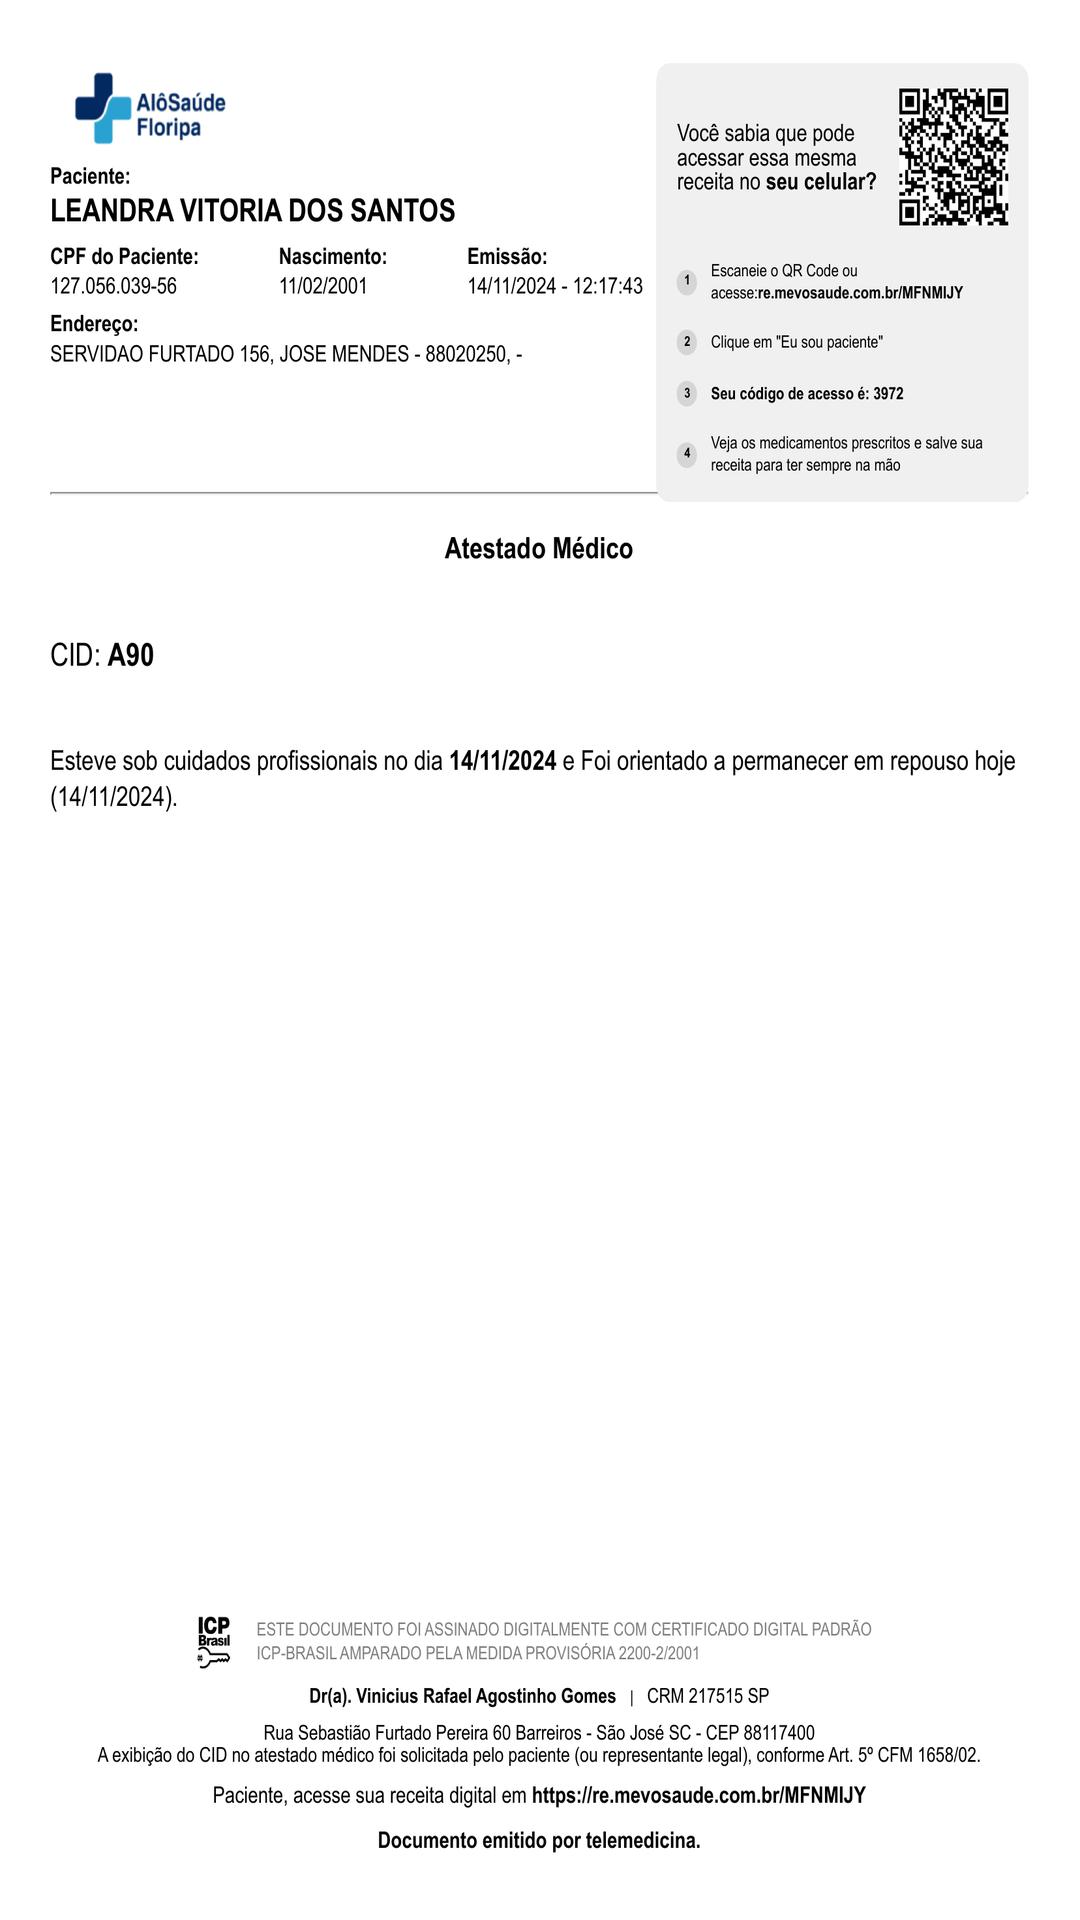 AlôSaúde
Floripa
Paciente:
LEANDRA VITORIA DOS SANTOS
CPF do Paciente: Nascimento: Emissão:
127.056.039-56 11/02/2001 14/11/2024 - 12:17:43
Endereço:
SERVIDAO FURTADO 156, JOSE MENDES - 88020250, -
Você sabia que pode
acessar essa mesma
receita no seu celular?
1 Escaneie o QR Code ou
acesse:re.mevosaude.com.br/MFNMIJY
2 Clique em "Eu sou paciente"
3 Seu código de acesso é: 3972
4 Veja os medicamentos prescritos e salve sua
receita para ter sempre na mão
Atestado Médico
CID: A90
Esteve sob cuidados profissionais no dia 14/11/2024 e Foi orientado a permanecer em repouso hoje
(14/11/2024).
ICP
Brasil
ESTE DOCUMENTO FOI ASSINADO DIGITALMENTE COM CERTIFICADO DIGITAL PADRÃO
ICP-BRASIL AMPARADO PELA MEDIDA PROVISÓRIA 2200-2/2001
Dr(a). Vinicius Rafael Agostinho Gomes | CRM 217515 SP
Rua Sebastião Furtado Pereira 60 Barreiros - São José SC - CEP 88117400
A exibição do CID no atestado médico foi solicitada pelo paciente (ou representante legal), conforme Art. 5º CFM 1658/02.
Paciente, acesse sua receita digital em https://re.mevosaude.com.br/MFNMIJY
Documento emitido por telemedicina.